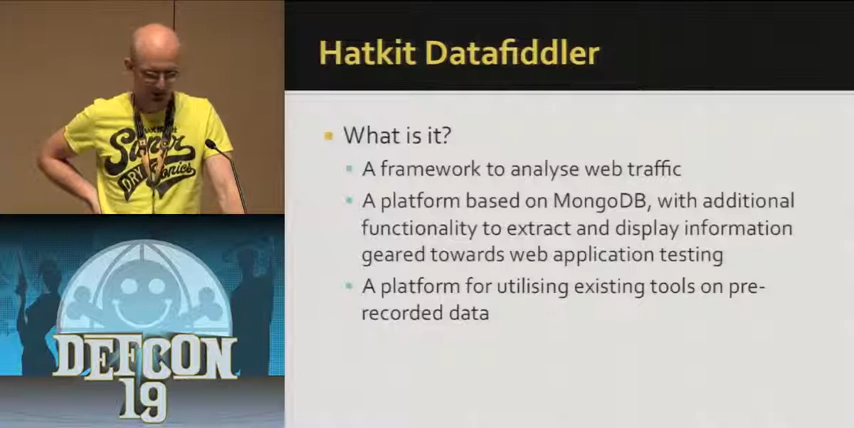 Hatkit Datafiddler
What is it?
A framework to analyse web traffic
A platform based on MongoDB, with additional
functionality to extract and display information
geared towards web application testing
A platform for utilising existing tools on pre-
recorded data
DRY
DEFCON
19